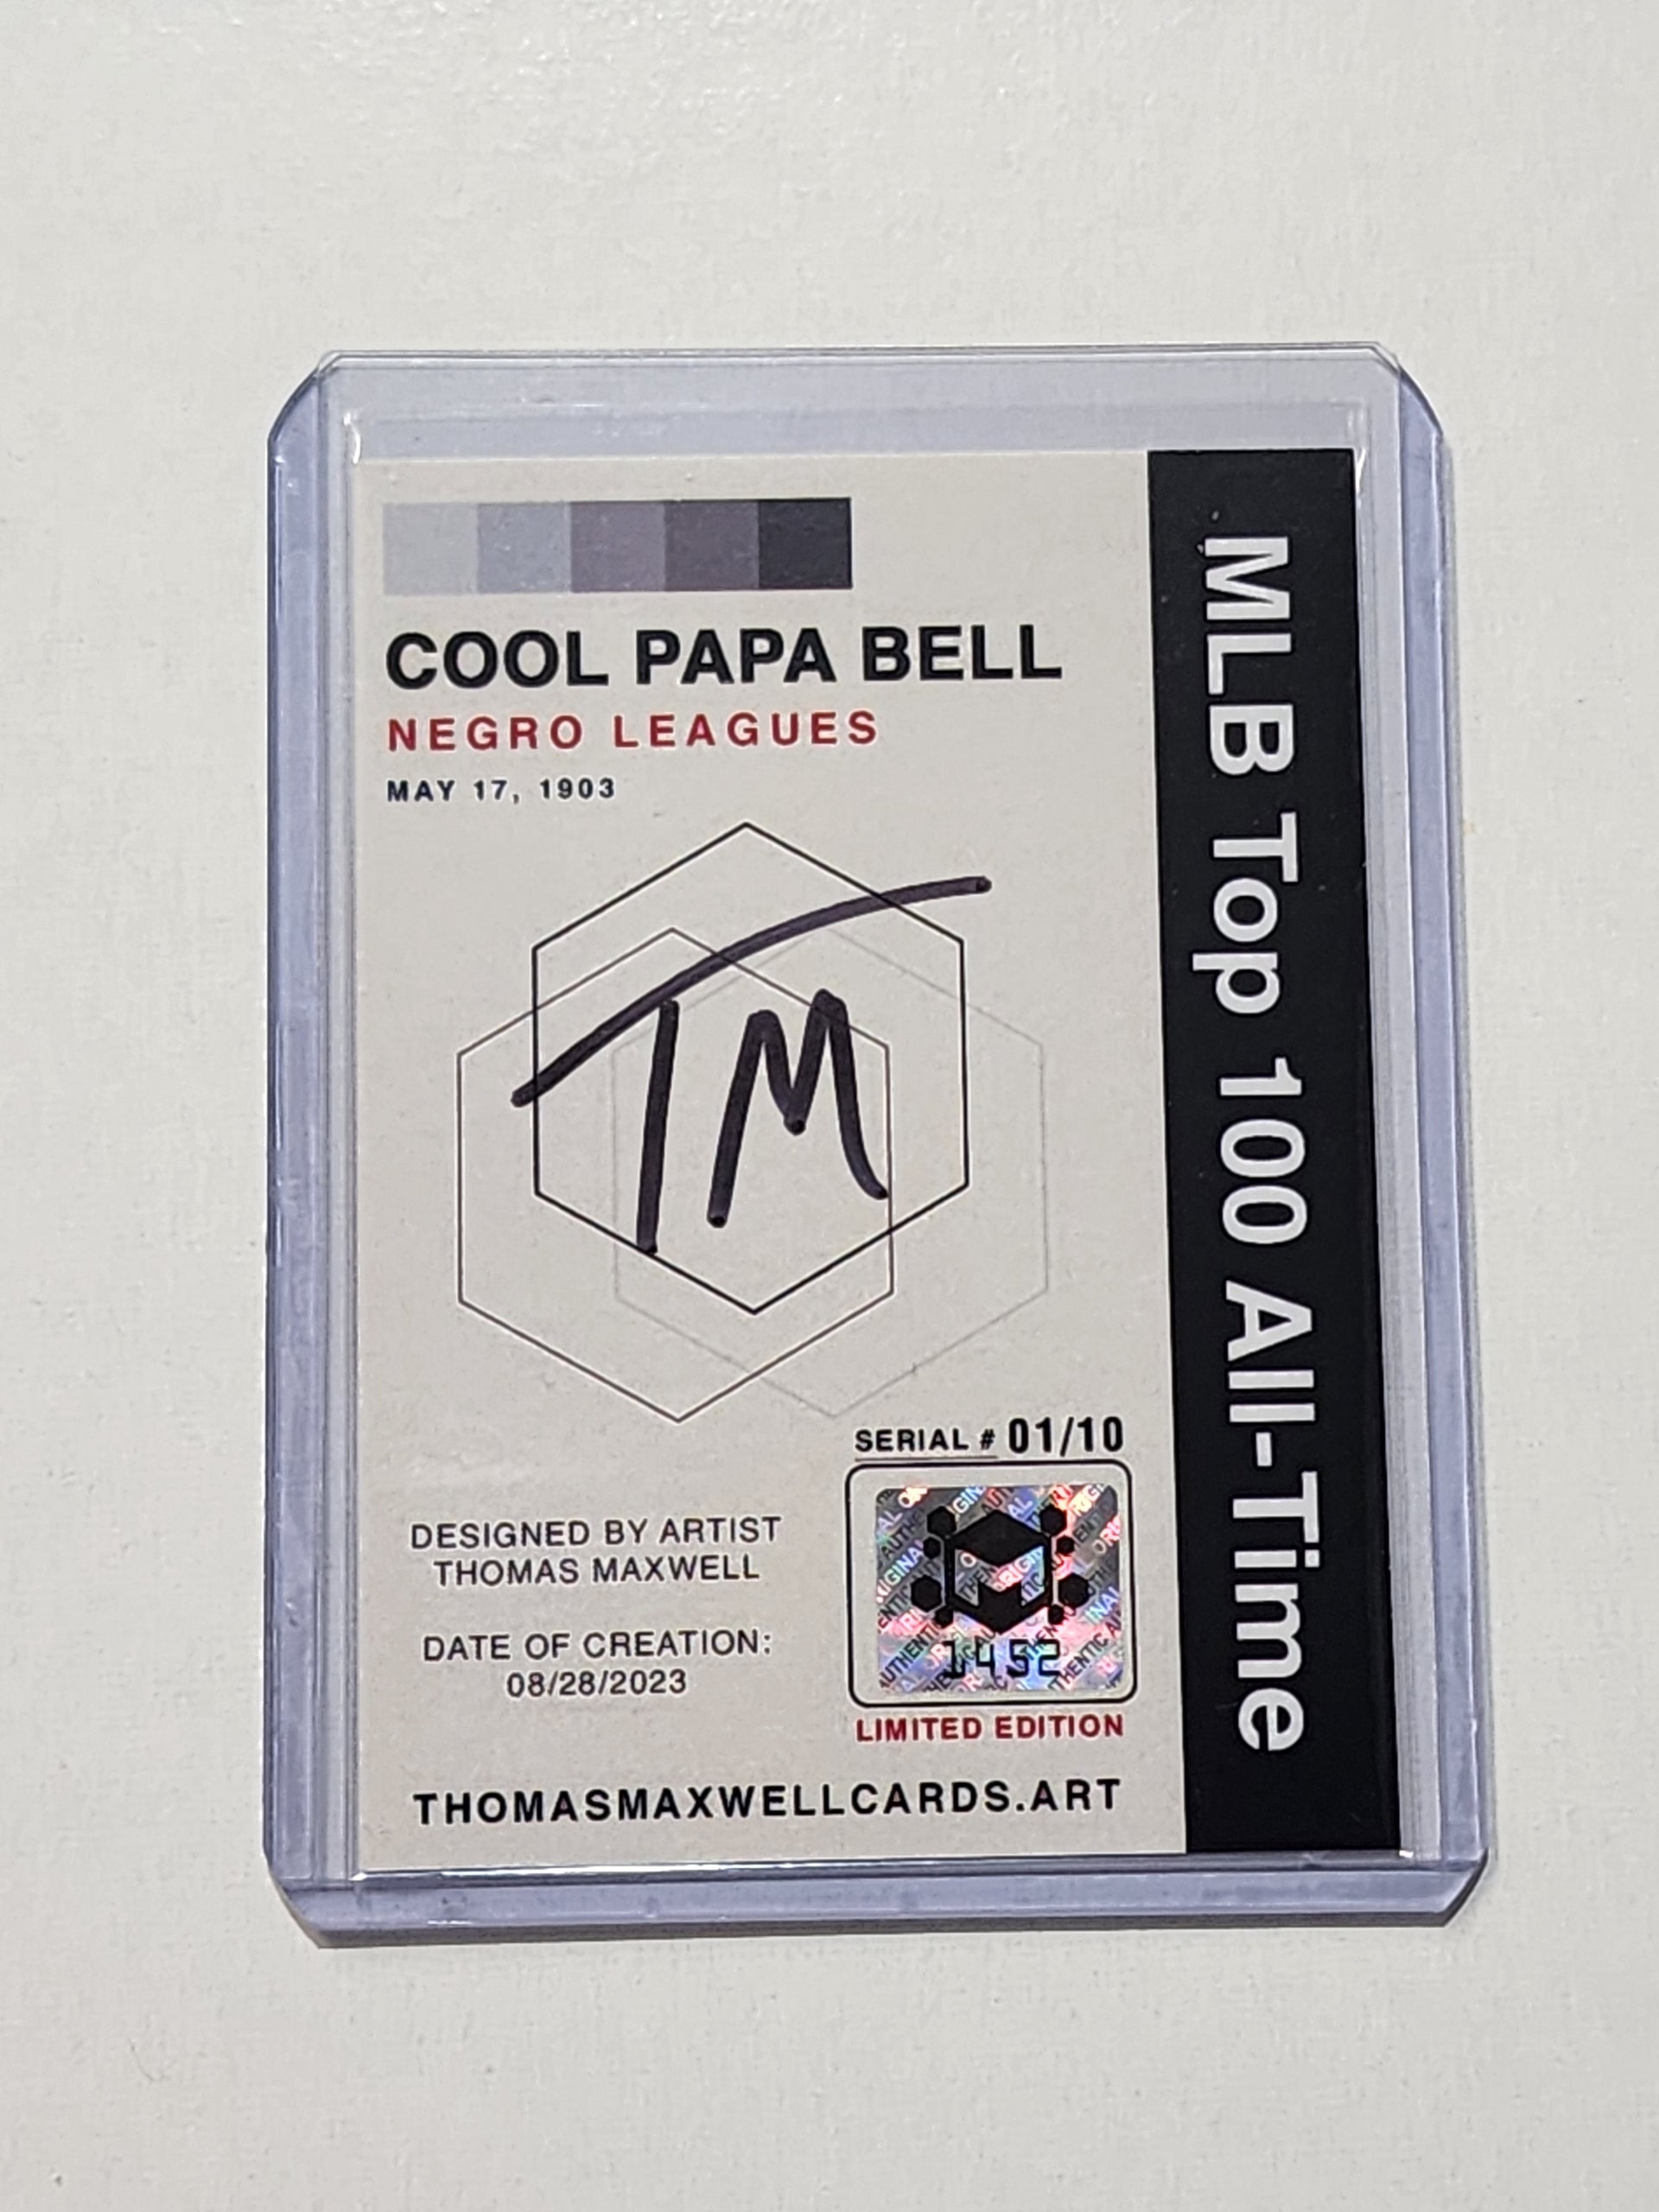 COOL PAPA BELL
NEGRO LEAGUES
MAY 17, 1903
TM
SERIAL # 01/10
DESIGNED BY ARTIST
THOMAS MAXWELL
DATE OF CREATION:
08/28/2023
1452
LIMITED EDITION
THOMASMAXWELLCARDS.ART
MLB Top 100 All-Time